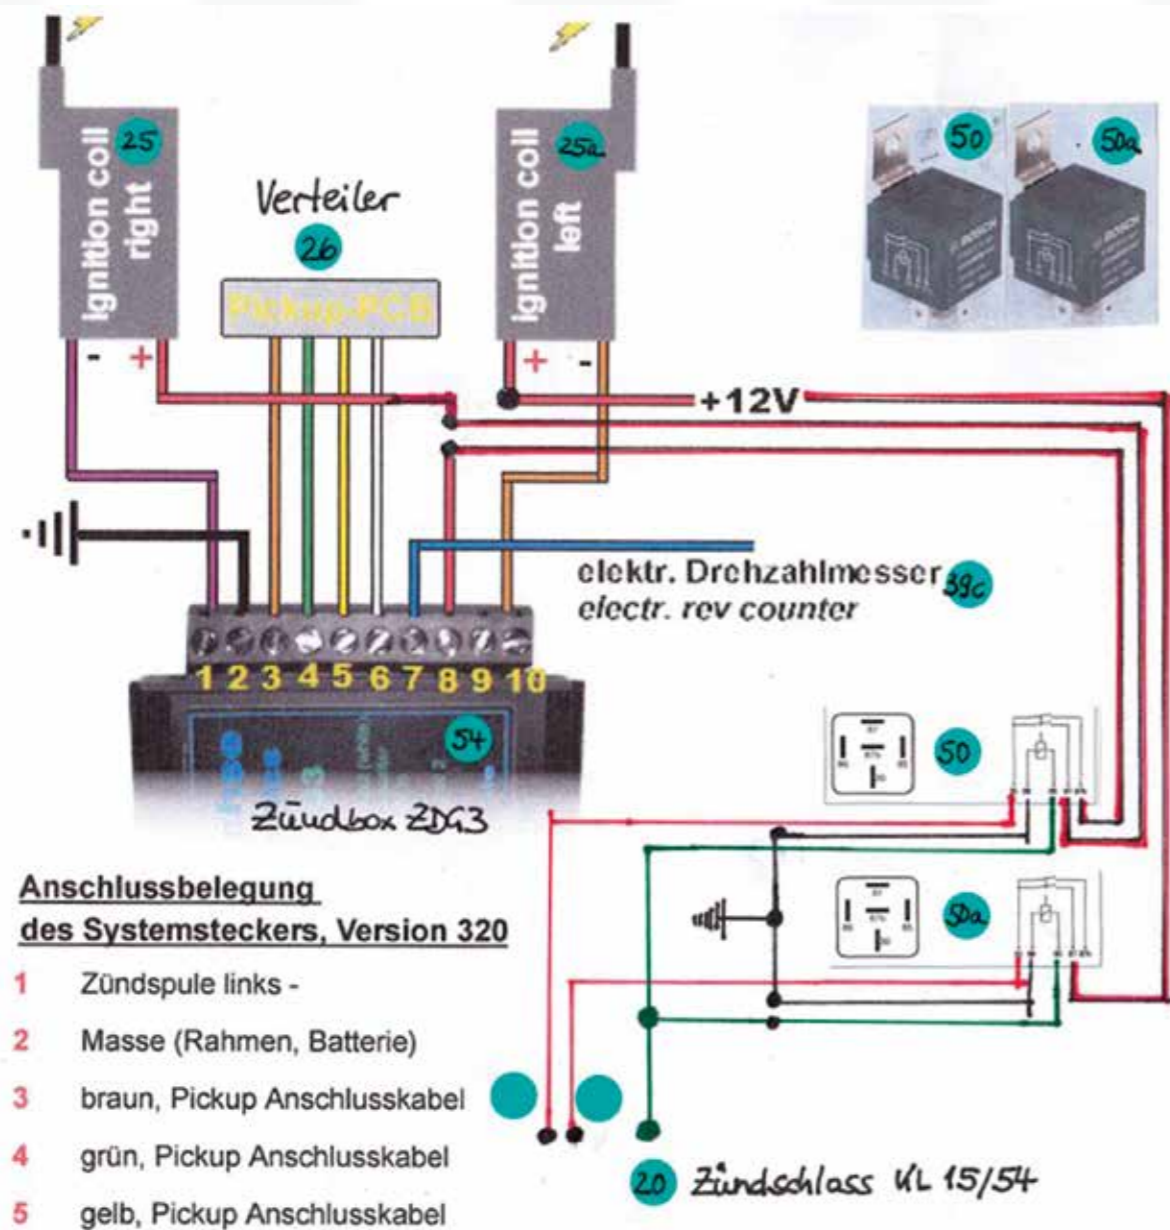 25
25a
50
50a
Ignition coil
right
Verteiler
26
Ignition coil
left
BOSCH
BOSCH
Pickup-PCB
- +
+ -
+12V
elektr. Drehzahlmesser 39c
electr. rev counter
1 2 3 4 5 6 7 8 9 10
54
50
Zündbox ZDG3
50a
Anschlussbelegung
des Systemsteckers, Version 320
1 Zündspule links -
2 Masse (Rahmen, Batterie)
3 braun, Pickup Anschlusskabel
4 grün, Pickup Anschlusskabel
5 gelb, Pickup Anschlusskabel
20 Zündschloss KL 15/54